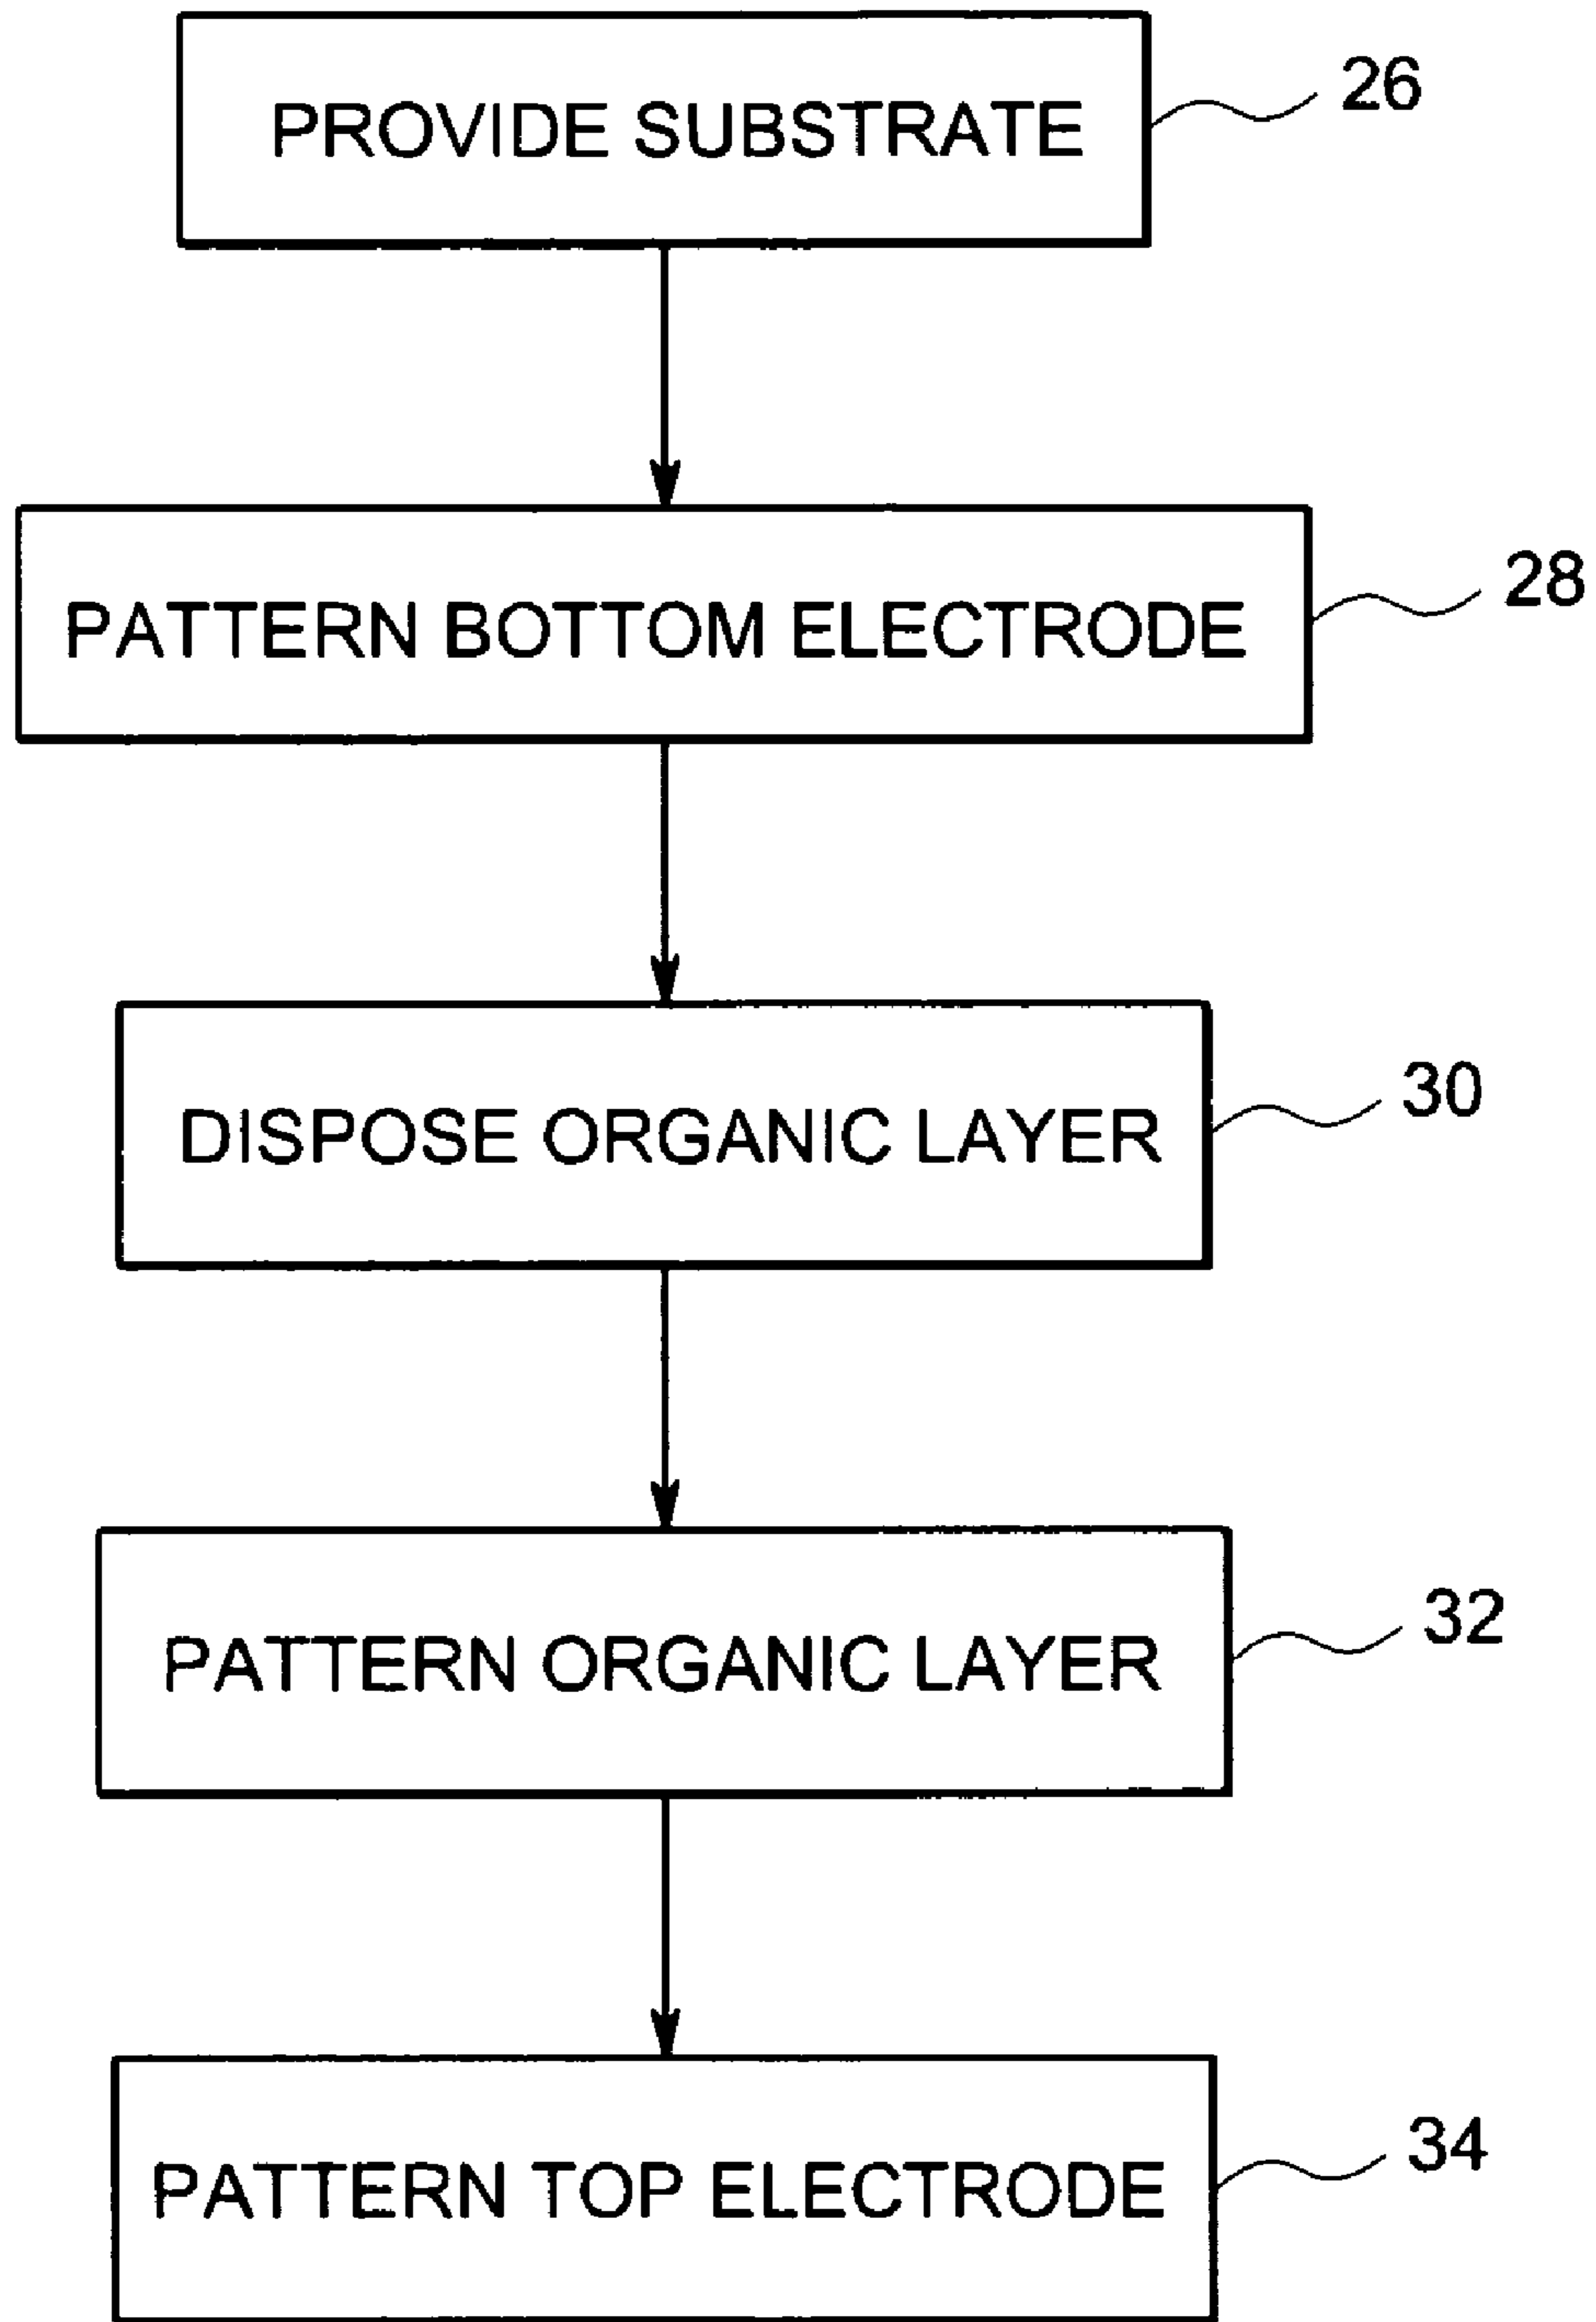 PROVIDE SUBSTRATE
26
PATTERN BOTTOM ELECTRODE
28
DISPOSE ORGANIC LAYER
30
PATTERN ORGANIC LAYER
32
PATTERN TOP ELECTRODE
34